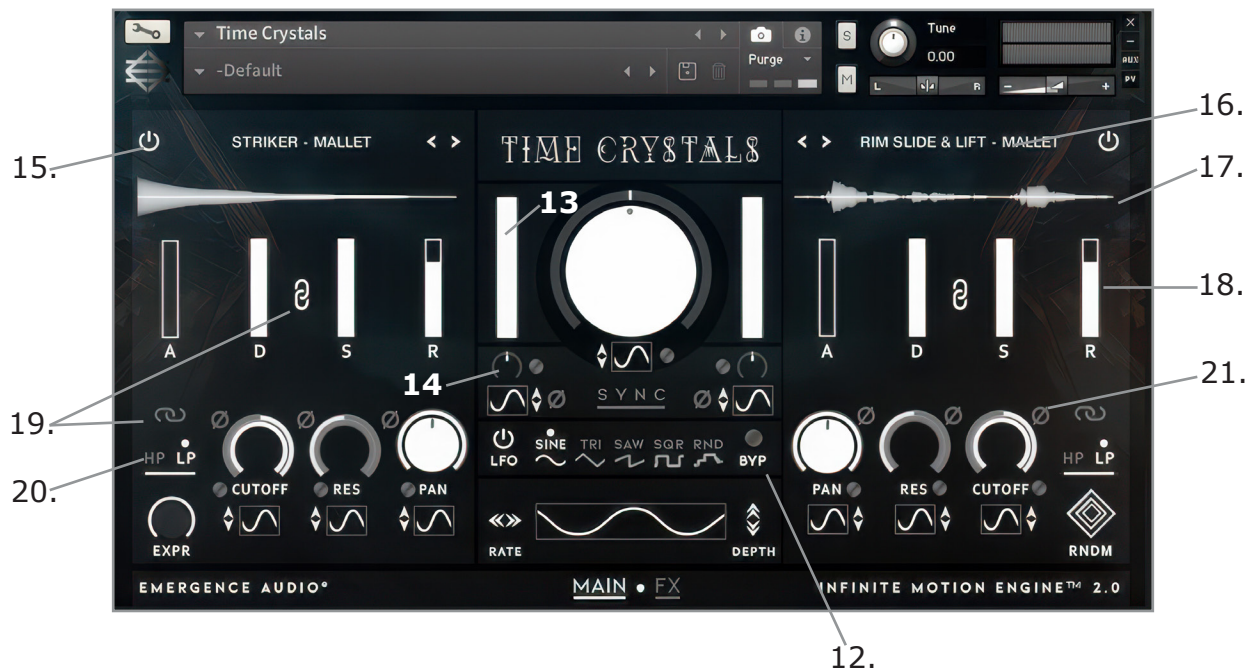 Time Crystals
S
Tune
0.00
Purge
AUX
PV
-Default
M
L
R
-
+
16.
15.
STRIKER - MALLET
TIME CRYSTALS
RIM SLIDE & LIFT - MALLET
17.
13
18.
A D S R
A D S R
14
SYNC
21.
19.
HP LP
LFO
SINE TRI SAW SQR RND
BYP
HP LP
20.
CUTOFF RES PAN
PAN RES CUTOFF
EXPR
RATE
DEPTH
RNDM
EMERGENCE AUDIO®
MAIN • FX
INFINITE MOTION ENGINE™ 2.0
12.